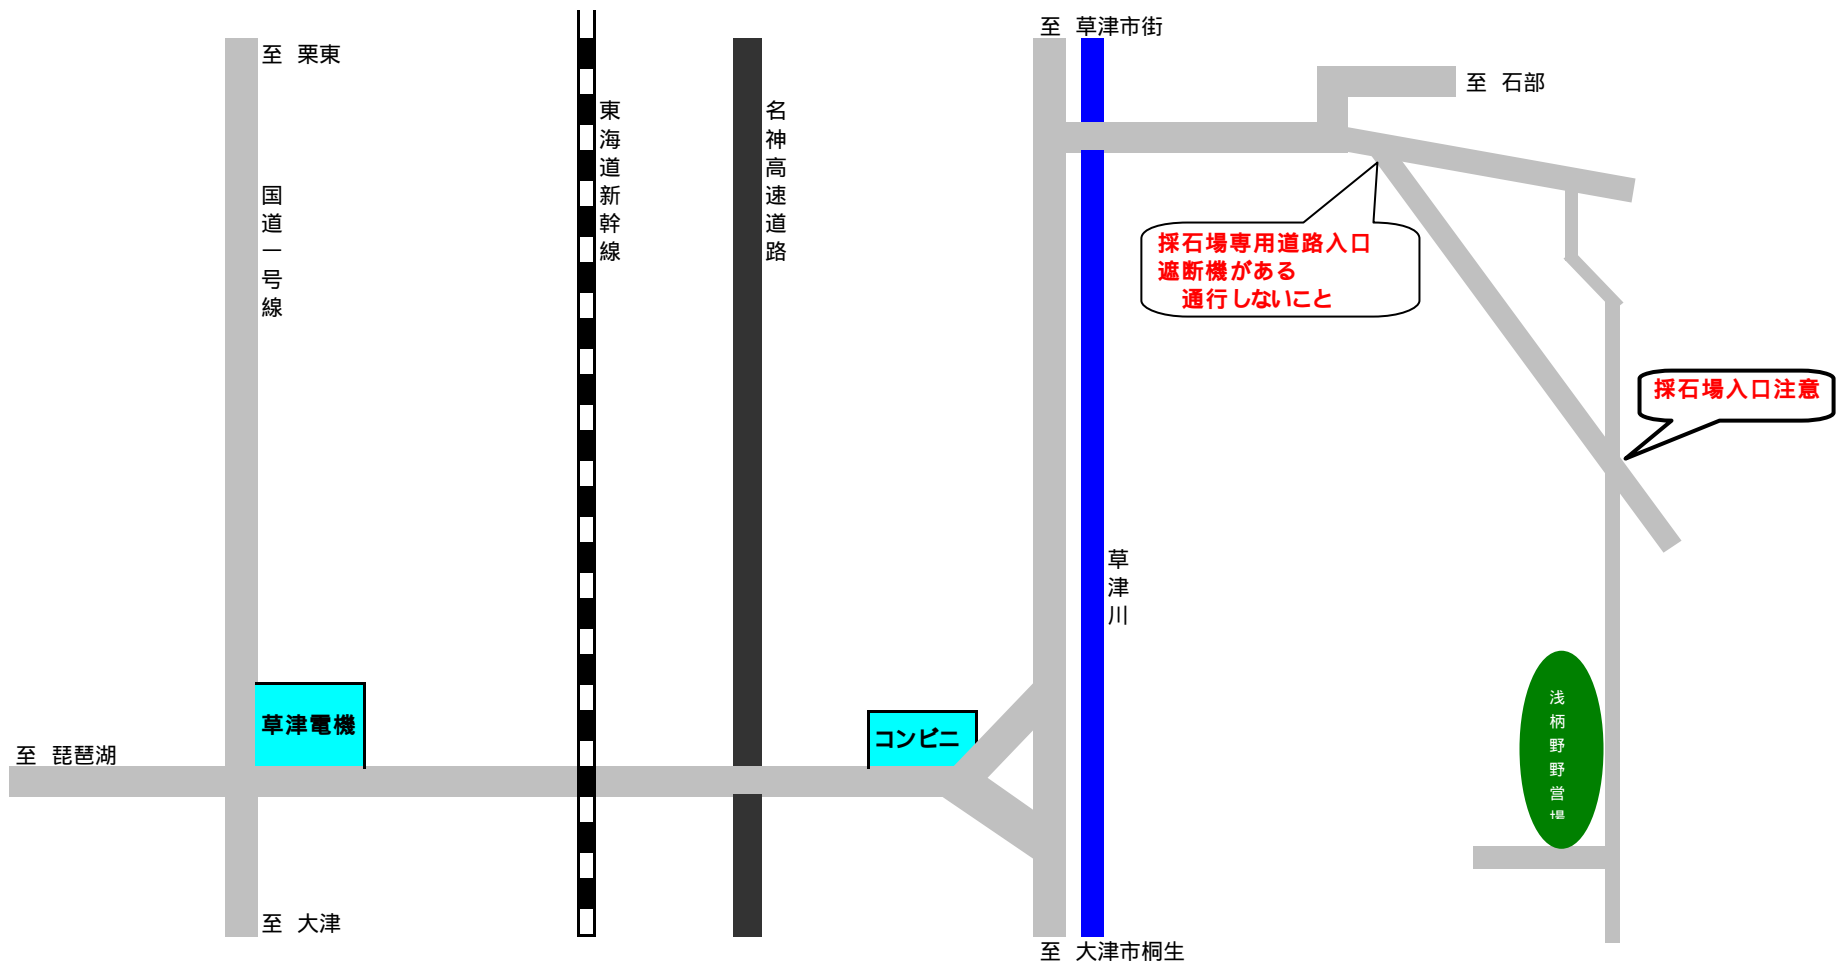 至 草津市街
至 栗東
至 石部
東海道新幹線
名神高速道路
国道一号線
採石場専用道路入口
遮断機がある
通行しないこと
採石場入口注意
草津川
浅柄野野営場
草津電機
コンビニ
至 琵琶湖
至 大津
至 大津市桐生